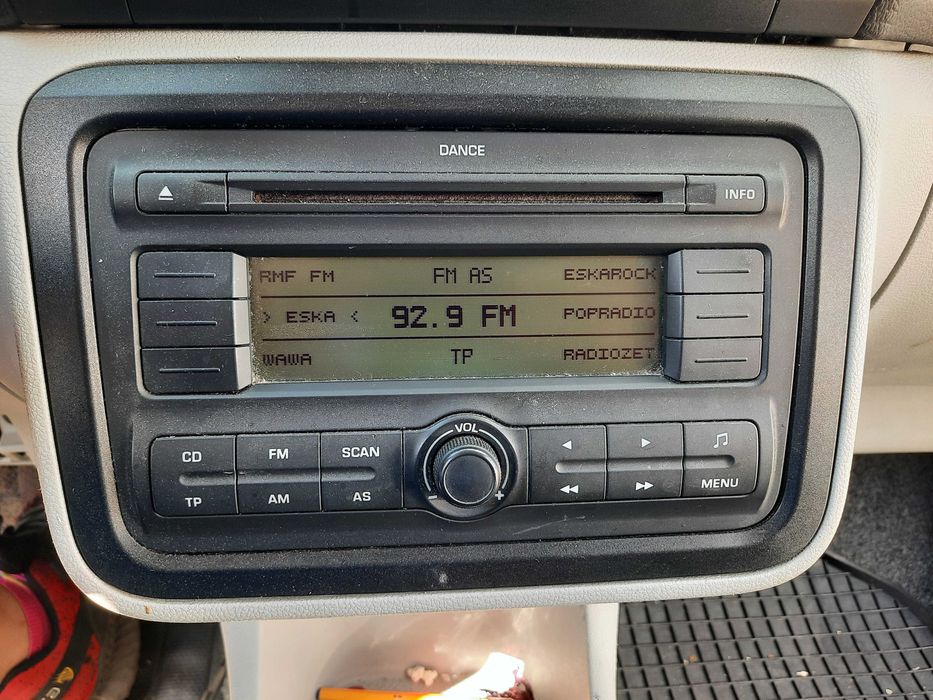 DANCE
INFO
RMF FM FM AS ESKAROCK
> ESKA < 92.9 FM POPRADIO
WAWA TP RADIOZET
VOL
CD FM SCAN
TP AM AS - + MENU